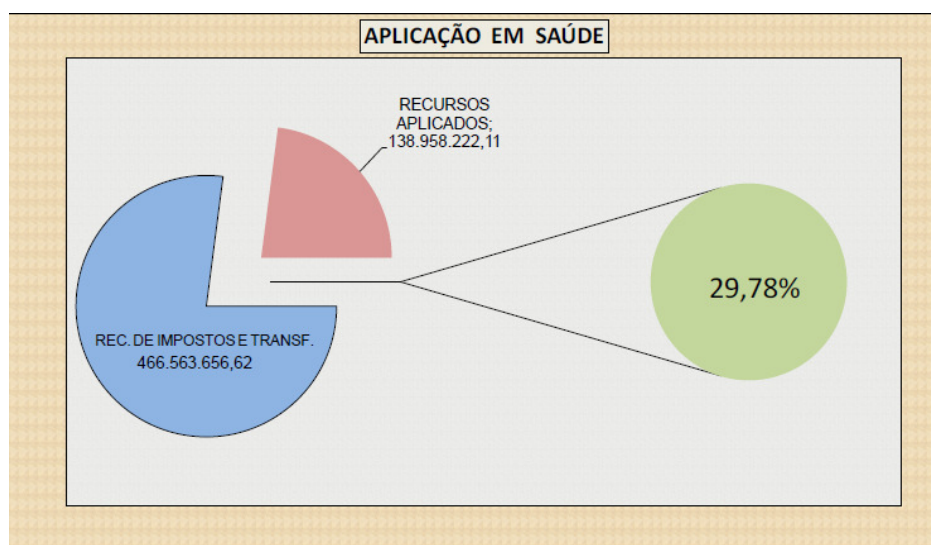 APLICAÇÃO EM SAÚDE
RECURSOS
APLICADOS;
138.958.222,11
29,78%
REC. DE IMPOSTOS E TRANSF.
466.563.656,62